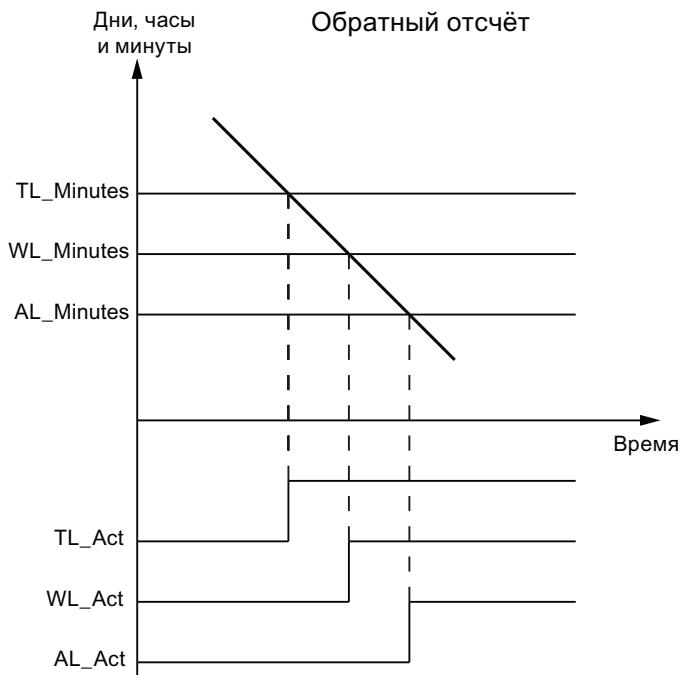 Дни, часы
и минуты
Обратный отсчёт
TL_Minutes
WL_Minutes
AL_Minutes
Время
TL_Act
WL_Act
AL_Act